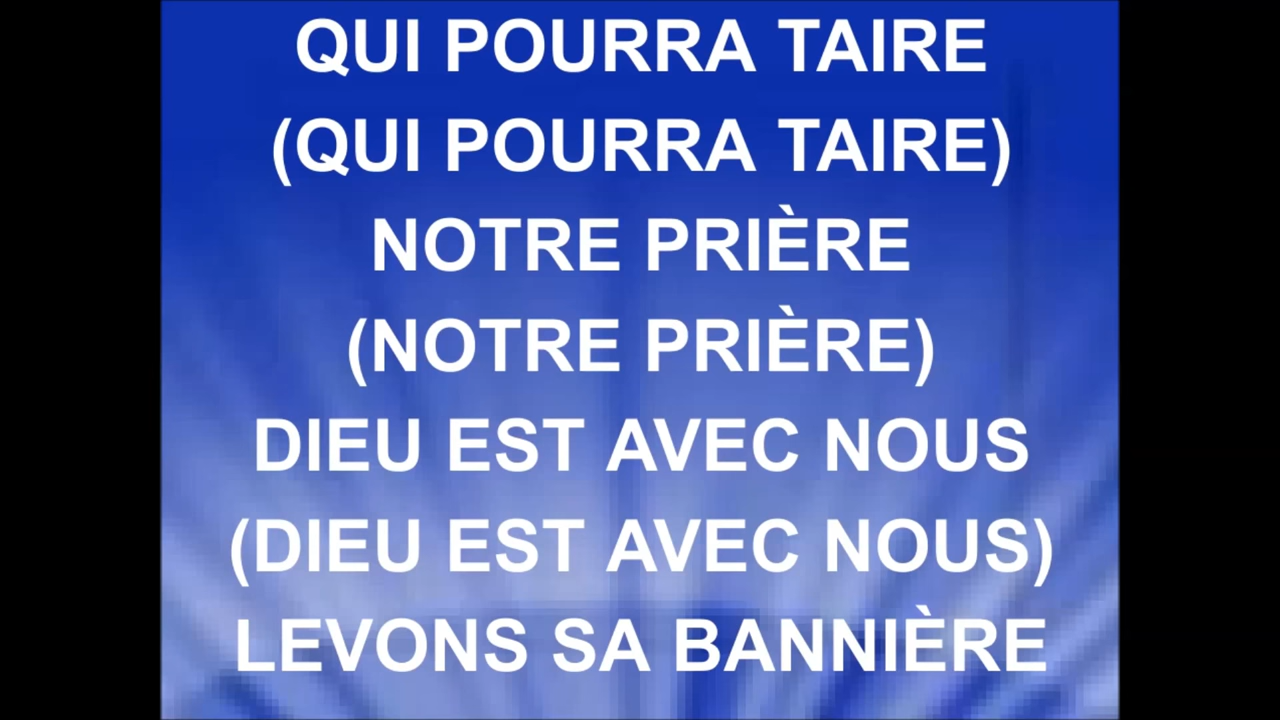 QUI POURRA TAIRE
(QUI POURRA TAIRE)
NOTRE PRIÈRE
(NOTRE PRIÈRE)
DIEU EST AVEC NOUS
(DIEU EST AVEC NOUS)
LEVONS SA BANNIÈRE